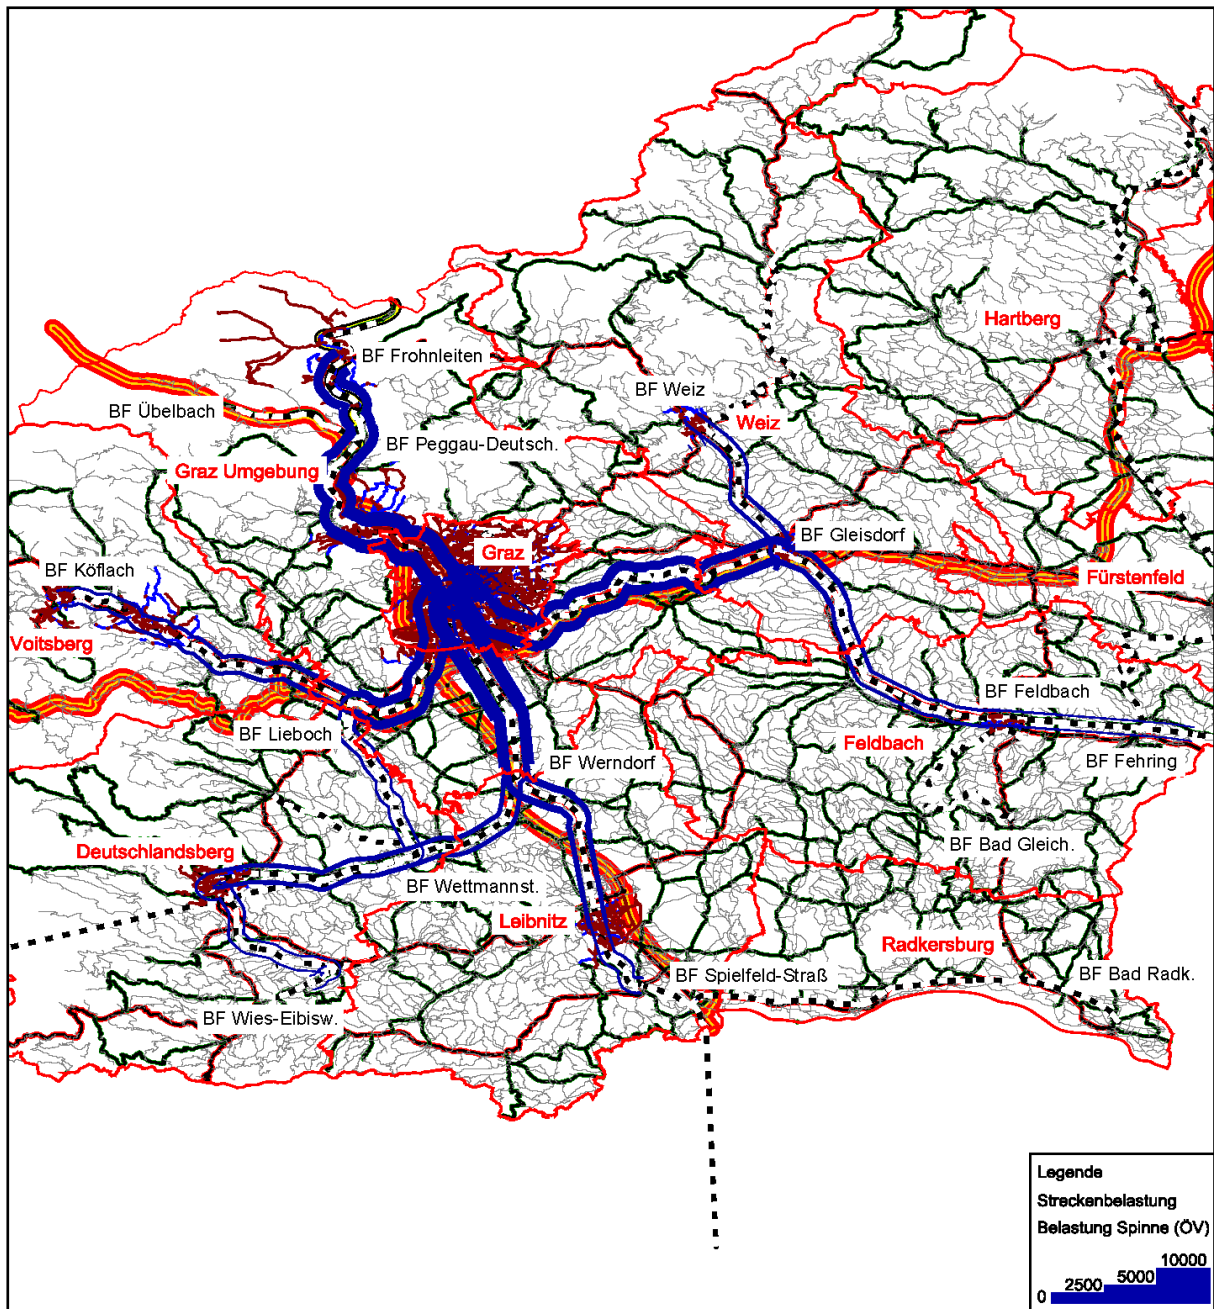 Hartberg
BF Frohnleiten
BF Weiz
BF Übelbach
Weiz
BF Peggau-Deutsch.
Graz Umgebung
BF Gleisdorf
Graz
BF Köflach
Fürstenfeld
Voitsberg
BF Feldbach
BF Lieboch
Feldbach
BF Werndorf
BF Fehring
Deutschlandsberg
BF Bad Gleich.
BF Wettmannst.
Leibnitz
Radkersburg
BF Spielfeld-Straß
BF Bad Radk.
BF Wies-Eibisw.
Legende
Streckenbelastung
Belastung Spinne (ÖV)
0 2500 5000 10000